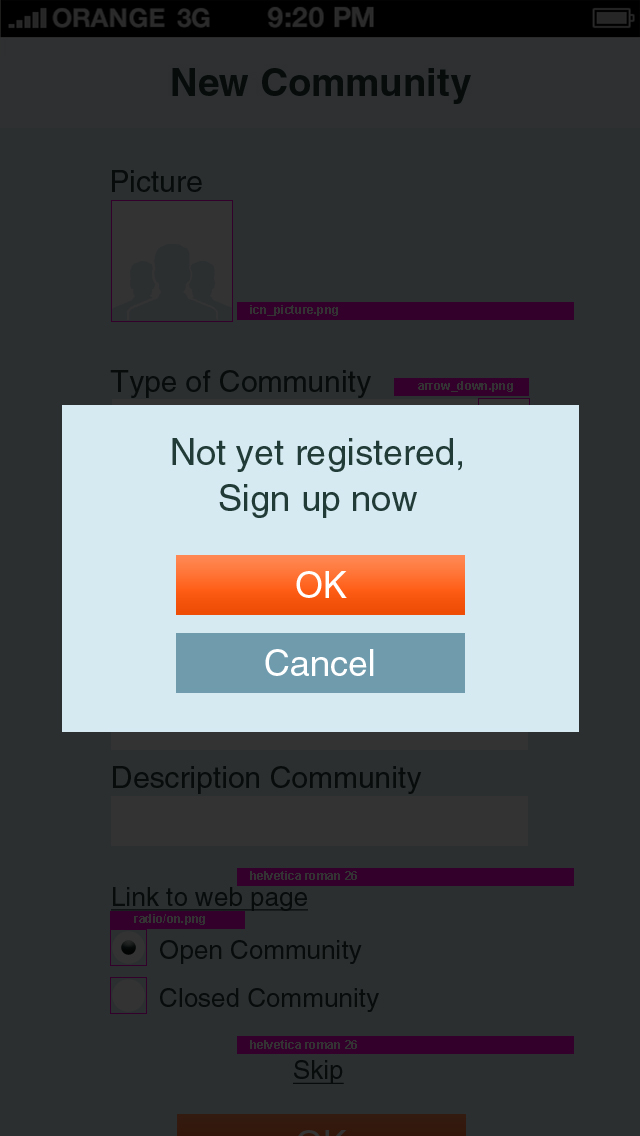 ORANGE 3G 9:20 PM
New Community
Picture
icn_picture.png
Type of Community
arrow_down.png
Not yet registered,
Sign up now
OK
Cancel
Description Community
helvetica roman 26
Link to web page
radio/on.png
Open Community
Closed Community
helvetica roman 26
Skip
OK